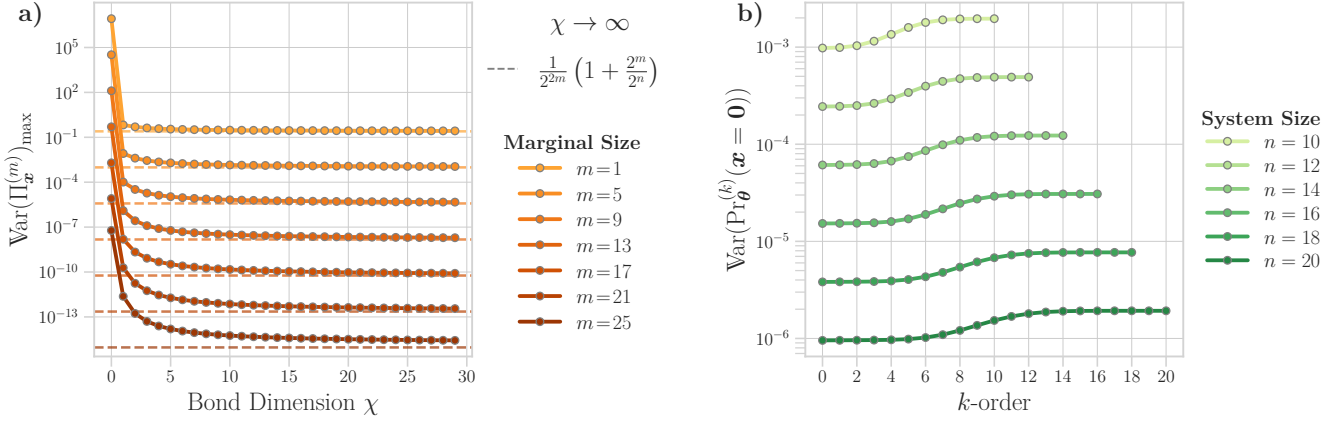 a)
Var(Π_𝒙^(m))_max
10^5
10^2
10^−1
10^−4
10^−7
10^−10
10^−13
0 5 10 15 20 25 30
Bond Dimension χ
χ → ∞
1/2^{2m} (1 + 2^m/2^n)
Marginal Size
m=1
m=5
m=9
m=13
m=17
m=21
m=25
b)
Var(Pr_𝜽^(k)(𝒙 = 𝟎))
10^−3
10^−4
10^−5
10^−6
0 2 4 6 8 10 12 14 16 18 20
k-order
System Size
n = 10
n = 12
n = 14
n = 16
n = 18
n = 20